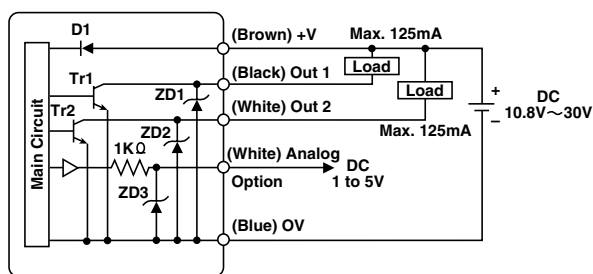 D1
(Brown) +V
Max. 125mA
Load
Tr1
(Black) Out 1
ZD1
Load
+
DC
10.8V～30V
−
Tr2
(White) Out 2
ZD2
Max. 125mA
Main Circuit
1KΩ
(White) Analog
Option
DC
1 to 5V
ZD3
(Blue) OV